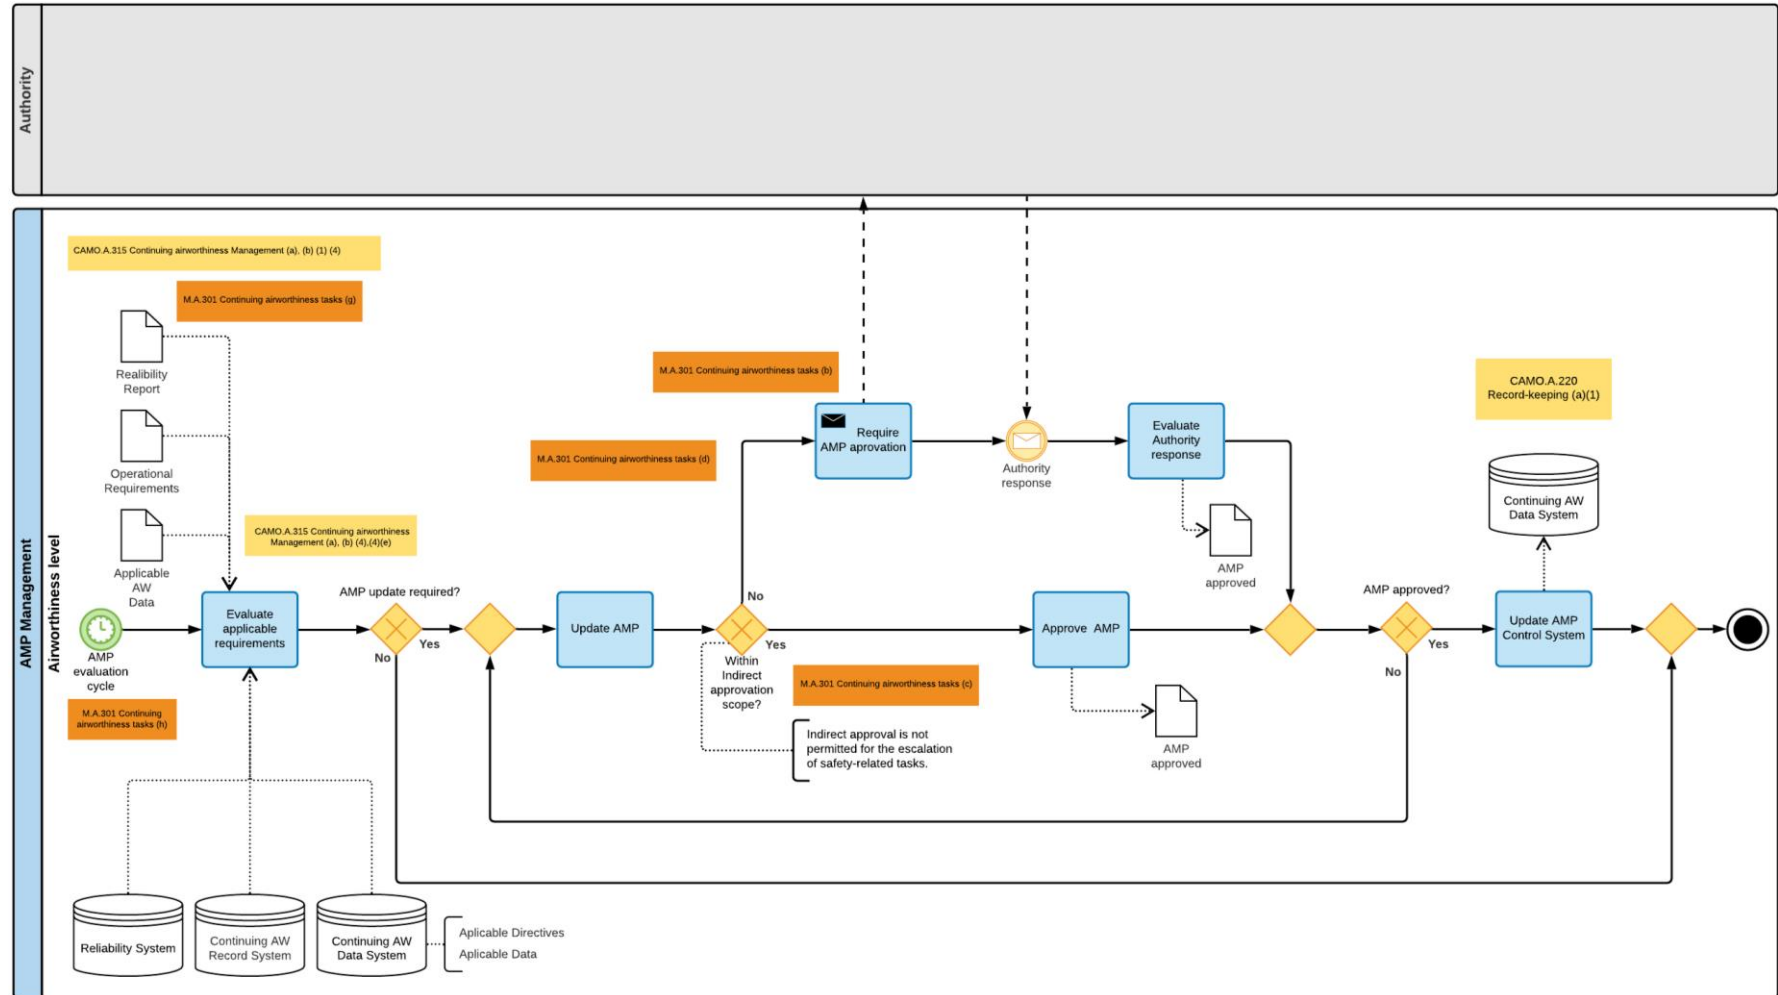 Authority
AMP Management
Airworthiness level
CAMO.A.315 Continuing airworthiness Management (a), (b) (1) (4)
M.A.301 Continuing airworthiness tasks (g)
Realibility
Report
Operational
Requirements
Applicable
AW
Data
CAMO.A.315 Continuing airworthiness
Management (a), (b) (4),(4)(e)
AMP
evaluation
cycle
M.A.301 Continuing
airworthiness tasks (h)
Evaluate
applicable
requirements
AMP update required?
Yes
No
Update AMP
M.A.301 Continuing airworthiness tasks (d)
M.A.301 Continuing airworthiness tasks (b)
No
Yes
Within
Indirect
approvation
scope?
Require
AMP aprovation
Authority
response
Evaluate
Authority
response
AMP
approved
M.A.301 Continuing airworthiness tasks (c)
Indirect approval is not
permitted for the escalation
of safety-related tasks.
Approve AMP
AMP
approved
AMP approved?
Yes
No
CAMO.A.220
Record-keeping (a)(1)
Continuing AW
Data System
Update AMP
Control System
Reliability System
Continuing AW
Record System
Continuing AW
Data System
Aplicable Directives
Aplicable Data